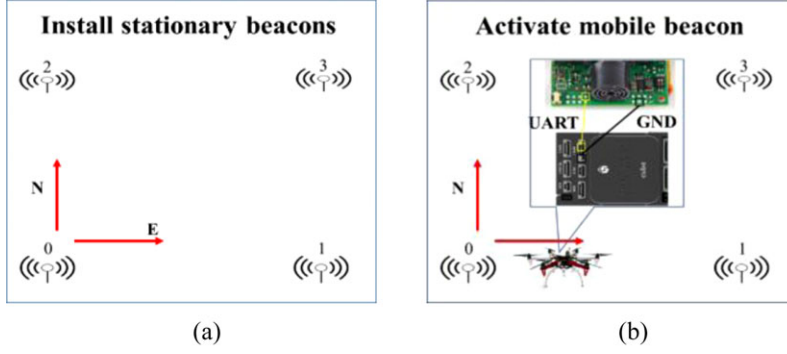 Install stationary beacons
2
3
N
E
0
1
(a)
Activate mobile beacon
2
3
UART
GND
N
0
1
(b)